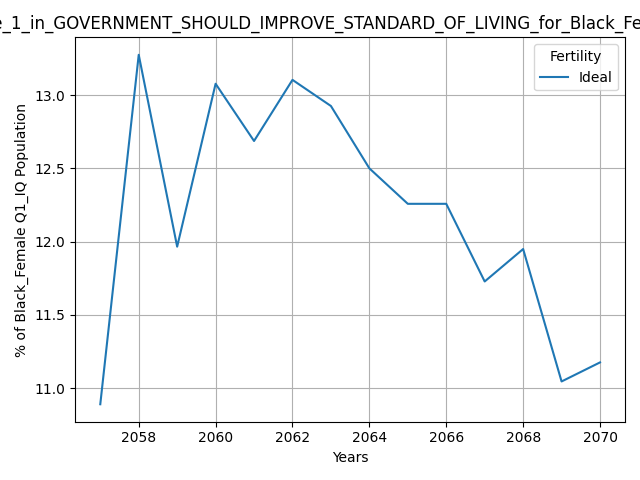 _1_in_GOVERNMENT_SHOULD_IMPROVE_STANDARD_OF_LIVING_for_Black_Fe
Fertility
Ideal
% of Black_Female Q1_IQ Population
13.0
12.5
12.0
11.5
11.0
2058 2060 2062 2064 2066 2068 2070
Years